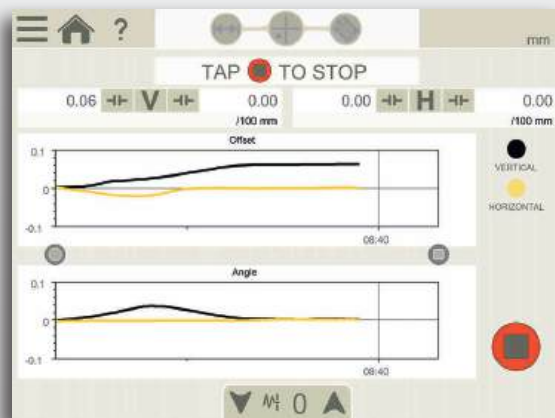 ?
mm
TAP TO STOP
0.06 V 0.00 0.00 H 0.00
/100 mm /100 mm
Offset
0.1
0
-0.1
08:40
VERTICAL
HORIZONTAL
Angle
0.1
0
-0.1
08:40
0